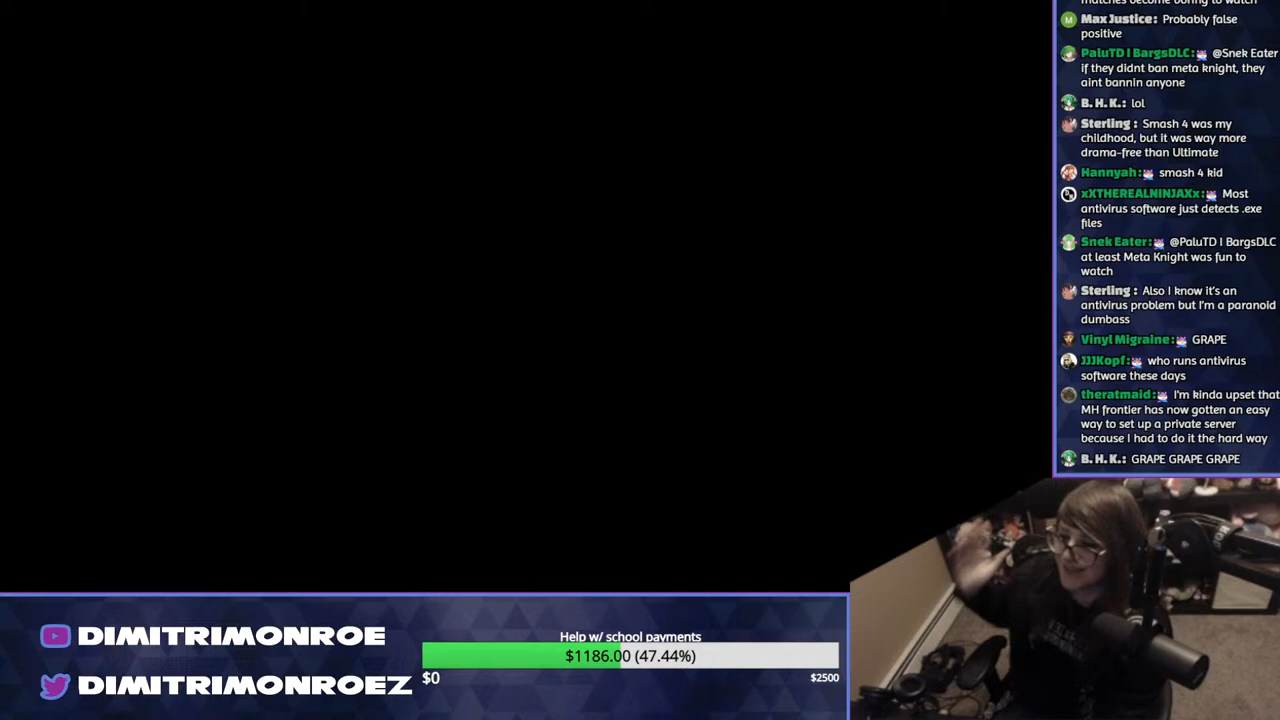 matches become boring to watch
Max Justice: Probably false
positive
PaluTD I BargsDLC: @Snek Eater
if they didnt ban meta knight, they
aint bannin anyone
B. H. K.: lol
Sterling : Smash 4 was my
childhood, but it was way more
drama-free than Ultimate
Hannyah: smash 4 kid
xXTHEREALNINJAXx: Most
antivirus software just detects .exe
files
Snek Eater: @PaluTD I BargsDLC
at least Meta Knight was fun to
watch
Sterling : Also I know it's an
antivirus problem but I'm a paranoid
dumbass
Vinyl Migraine: GRAPE
JJJKopf: who runs antivirus
software these days
theratmaid: I'm kinda upset that
MH frontier has now gotten an easy
way to set up a private server
because I had to do it the hard way
B. H. K.: GRAPE GRAPE GRAPE
DIMITRIMONROE
DIMITRIMONROEZ
Help w/ school payments
$1186.00 (47.44%)
$0
$2500